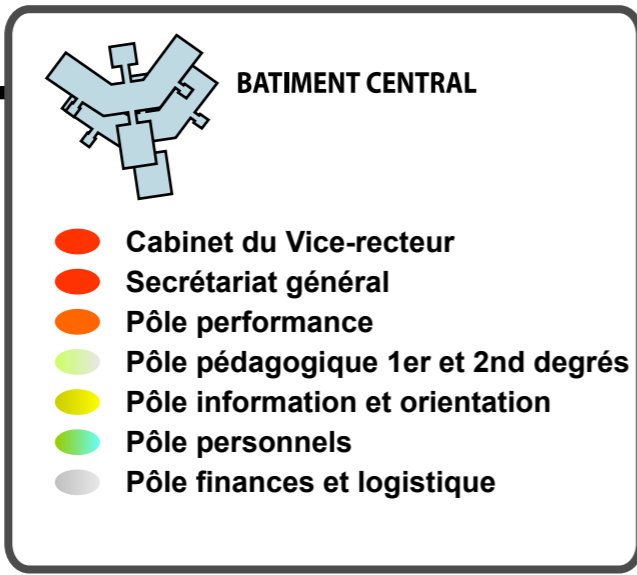 BATIMENT CENTRAL
Cabinet du Vice-recteur
Secrétariat général
Pôle performance
Pôle pédagogique 1er et 2nd degrés
Pôle information et orientation
Pôle personnels
Pôle finances et logistique